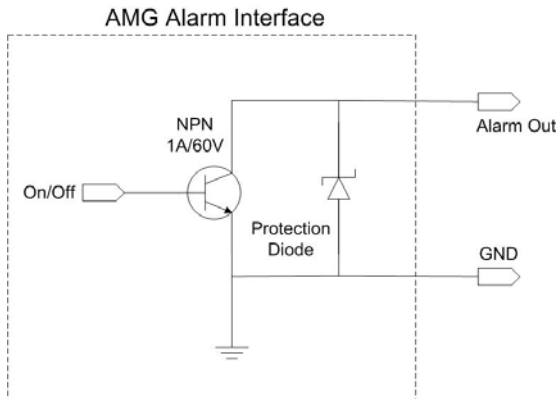 AMG Alarm Interface
NPN
1A/60V
Alarm Out
On/Off
Protection
Diode
GND